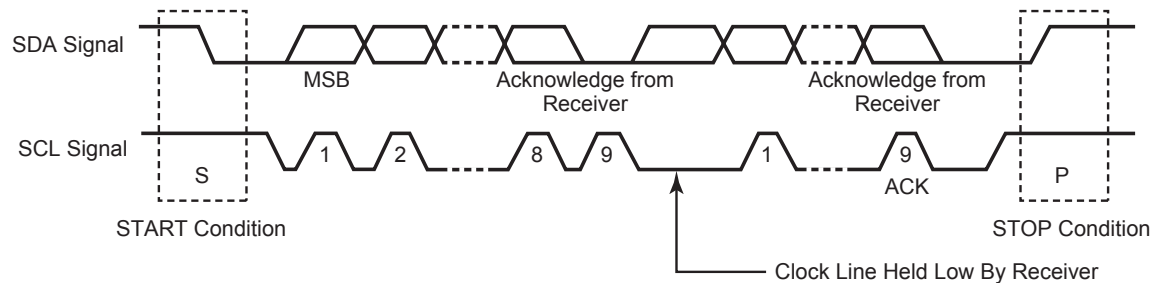 SDA Signal
MSB
Acknowledge from
Receiver
Acknowledge from
Receiver
SCL Signal
S
1
2
8
9
1
9
ACK
P
START Condition
STOP Condition
Clock Line Held Low By Receiver